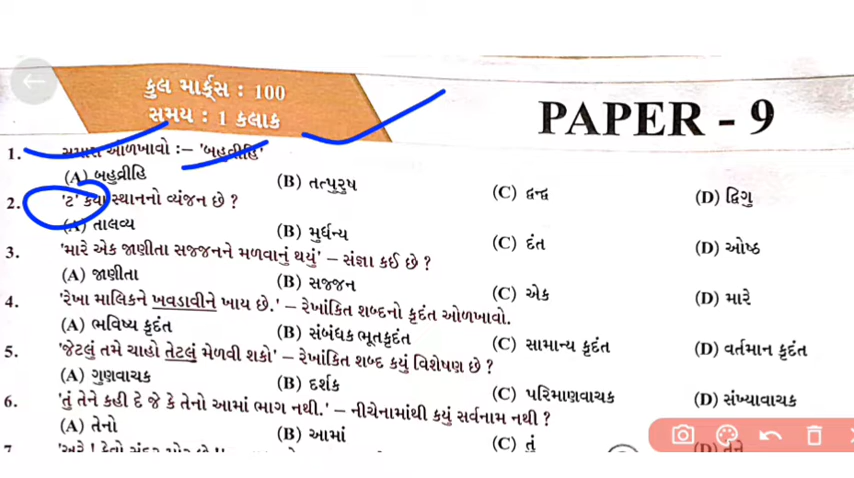 કુલ માર્ક્સ : 100
સમય : 1 કલાક
PAPER - 9
1. સમાસ ઓળખાવો :– 'બહુવ્રીહિ'
(A) બહુવ્રીહિ (B) તત્પુરુષ (C) દ્વન્દ્વ (D) દ્વિગુ
2. 'ટ' કયા સ્થાનનો વ્યંજન છે ?
(A) તાલવ્ય (B) મુર્ધન્ય (C) દંત (D) ઓષ્ઠ
3. 'મારે એક જાણીતા સજ્જનને મળવાનું થયું' – સંજ્ઞા કઈ છે ?
(A) જાણીતા (B) સજ્જન (C) એક (D) મારે
4. 'રેખા માલિકને ખવડાવીને ખાય છે.' – રેખાંકિત શબ્દનો કૃદંત ઓળખાવો.
(A) ભવિષ્ય કૃદંત (B) સંબંધક ભૂતકૃદંત (C) સામાન્ય કૃદંત (D) વર્તમાન કૃદંત
5. 'જેટલું તમે ચાહો તેટલું મેળવી શકો' – રેખાંકિત શબ્દ કયું વિશેષણ છે ?
(A) ગુણવાચક (B) દર્શક (C) પરિમાણવાચક (D) સંખ્યાવાચક
6. 'તું તેને કહી દે જે કે તેનો આમાં ભાગ નથી.' – નીચેનામાંથી કયું સર્વનામ નથી ?
(A) તેનો (B) આમાં (C) તું (D) તને
7.